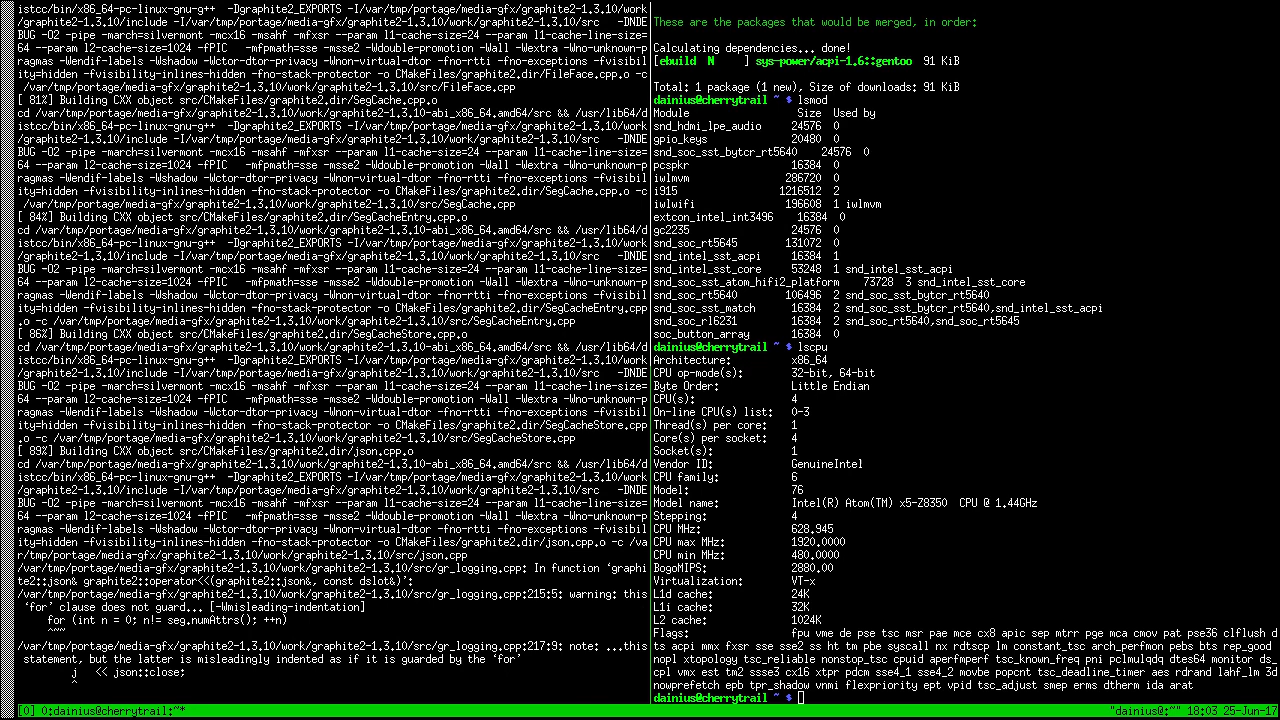 istcc/bin/x86_64-pc-linux-gnu-g++  -Dgraphite2_EXPORTS -I/var/tmp/portage/media-gfx/graphite2-1.3.10/work
/graphite2-1.3.10/include -I/var/tmp/portage/media-gfx/graphite2-1.3.10/work/graphite2-1.3.10/src   -DNDE
BUG -O2 -pipe -march=silvermont -mcx16 -msahf -mfxsr --param l1-cache-size=24 --param l1-cache-line-size=
64 --param l2-cache-size=1024 -fPIC   -mfpmath=sse -msse2 -Wdouble-promotion -Wall -Wextra -Wno-unknown-p
ragmas -Wendif-labels -Wshadow -Wctor-dtor-privacy -Wnon-virtual-dtor -fno-rtti -fno-exceptions -fvisibil
ity=hidden -fvisibility-inlines-hidden -fno-stack-protector -o CMakeFiles/graphite2.dir/FileFace.cpp.o -c
 /var/tmp/portage/media-gfx/graphite2-1.3.10/work/graphite2-1.3.10/src/FileFace.cpp
[ 81%] Building CXX object src/CMakeFiles/graphite2.dir/SegCache.cpp.o
cd /var/tmp/portage/media-gfx/graphite2-1.3.10/work/graphite2-1.3.10-abi_x86_64.amd64/src && /usr/lib64/d
istcc/bin/x86_64-pc-linux-gnu-g++  -Dgraphite2_EXPORTS -I/var/tmp/portage/media-gfx/graphite2-1.3.10/work
/graphite2-1.3.10/include -I/var/tmp/portage/media-gfx/graphite2-1.3.10/work/graphite2-1.3.10/src   -DNDE
BUG -O2 -pipe -march=silvermont -mcx16 -msahf -mfxsr --param l1-cache-size=24 --param l1-cache-line-size=
64 --param l2-cache-size=1024 -fPIC   -mfpmath=sse -msse2 -Wdouble-promotion -Wall -Wextra -Wno-unknown-p
ragmas -Wendif-labels -Wshadow -Wctor-dtor-privacy -Wnon-virtual-dtor -fno-rtti -fno-exceptions -fvisibil
ity=hidden -fvisibility-inlines-hidden -fno-stack-protector -o CMakeFiles/graphite2.dir/SegCache.cpp.o -c
 /var/tmp/portage/media-gfx/graphite2-1.3.10/work/graphite2-1.3.10/src/SegCache.cpp
[ 84%] Building CXX object src/CMakeFiles/graphite2.dir/SegCacheEntry.cpp.o
cd /var/tmp/portage/media-gfx/graphite2-1.3.10/work/graphite2-1.3.10-abi_x86_64.amd64/src && /usr/lib64/d
istcc/bin/x86_64-pc-linux-gnu-g++  -Dgraphite2_EXPORTS -I/var/tmp/portage/media-gfx/graphite2-1.3.10/work
/graphite2-1.3.10/include -I/var/tmp/portage/media-gfx/graphite2-1.3.10/work/graphite2-1.3.10/src   -DNDE
BUG -O2 -pipe -march=silvermont -mcx16 -msahf -mfxsr --param l1-cache-size=24 --param l1-cache-line-size=
64 --param l2-cache-size=1024 -fPIC   -mfpmath=sse -msse2 -Wdouble-promotion -Wall -Wextra -Wno-unknown-p
ragmas -Wendif-labels -Wshadow -Wctor-dtor-privacy -Wnon-virtual-dtor -fno-rtti -fno-exceptions -fvisibil
ity=hidden -fvisibility-inlines-hidden -fno-stack-protector -o CMakeFiles/graphite2.dir/SegCacheEntry.cpp
.o -c /var/tmp/portage/media-gfx/graphite2-1.3.10/work/graphite2-1.3.10/src/SegCacheEntry.cpp
[ 86%] Building CXX object src/CMakeFiles/graphite2.dir/SegCacheStore.cpp.o
cd /var/tmp/portage/media-gfx/graphite2-1.3.10/work/graphite2-1.3.10-abi_x86_64.amd64/src && /usr/lib64/d
istcc/bin/x86_64-pc-linux-gnu-g++  -Dgraphite2_EXPORTS -I/var/tmp/portage/media-gfx/graphite2-1.3.10/work
/graphite2-1.3.10/include -I/var/tmp/portage/media-gfx/graphite2-1.3.10/work/graphite2-1.3.10/src   -DNDE
BUG -O2 -pipe -march=silvermont -mcx16 -msahf -mfxsr --param l1-cache-size=24 --param l1-cache-line-size=
64 --param l2-cache-size=1024 -fPIC   -mfpmath=sse -msse2 -Wdouble-promotion -Wall -Wextra -Wno-unknown-p
ragmas -Wendif-labels -Wshadow -Wctor-dtor-privacy -Wnon-virtual-dtor -fno-rtti -fno-exceptions -fvisibil
ity=hidden -fvisibility-inlines-hidden -fno-stack-protector -o CMakeFiles/graphite2.dir/SegCacheStore.cpp
.o -c /var/tmp/portage/media-gfx/graphite2-1.3.10/work/graphite2-1.3.10/src/SegCacheStore.cpp
[ 89%] Building CXX object src/CMakeFiles/graphite2.dir/json.cpp.o
cd /var/tmp/portage/media-gfx/graphite2-1.3.10/work/graphite2-1.3.10-abi_x86_64.amd64/src && /usr/lib64/d
istcc/bin/x86_64-pc-linux-gnu-g++  -Dgraphite2_EXPORTS -I/var/tmp/portage/media-gfx/graphite2-1.3.10/work
/graphite2-1.3.10/include -I/var/tmp/portage/media-gfx/graphite2-1.3.10/work/graphite2-1.3.10/src   -DNDE
BUG -O2 -pipe -march=silvermont -mcx16 -msahf -mfxsr --param l1-cache-size=24 --param l1-cache-line-size=
64 --param l2-cache-size=1024 -fPIC   -mfpmath=sse -msse2 -Wdouble-promotion -Wall -Wextra -Wno-unknown-p
ragmas -Wendif-labels -Wshadow -Wctor-dtor-privacy -Wnon-virtual-dtor -fno-rtti -fno-exceptions -fvisibil
ity=hidden -fvisibility-inlines-hidden -fno-stack-protector -o CMakeFiles/graphite2.dir/json.cpp.o -c /va
r/tmp/portage/media-gfx/graphite2-1.3.10/work/graphite2-1.3.10/src/json.cpp
/var/tmp/portage/media-gfx/graphite2-1.3.10/work/graphite2-1.3.10/src/gr_logging.cpp: In function ‘graphi
te2::json& graphite2::operator<<(graphite2::json&, const dslot&)’:
/var/tmp/portage/media-gfx/graphite2-1.3.10/work/graphite2-1.3.10/src/gr_logging.cpp:215:5: warning: this
 ‘for’ clause does not guard... [-Wmisleading-indentation]
     for (int n = 0; n!= seg.numAttrs(); ++n)
     ^~~
/var/tmp/portage/media-gfx/graphite2-1.3.10/work/graphite2-1.3.10/src/gr_logging.cpp:217:9: note: ...this
 statement, but the latter is misleadingly indented as if it is guarded by the ‘for’
         j   << json::close;
         ^
These are the packages that would be merged, in order:
Calculating dependencies... done!
[ebuild  N     ] sys-power/acpi-1.6::gentoo  91 KiB
Total: 1 package (1 new), Size of downloads: 91 KiB
dainius@cherrytrail ~ $ lsmod
Module                  Size  Used by
snd_hdmi_lpe_audio     24576  0
gpio_keys              20480  0
snd_soc_sst_bytcr_rt5640    24576  0
pcspkr                 16384  0
iwlmvm                286720  0
i915                 1216512  2
iwlwifi               196608  1 iwlmvm
extcon_intel_int3496    16384  0
gc2235                 24576  0
snd_soc_rt5645        131072  0
snd_intel_sst_acpi     16384  1
snd_intel_sst_core     53248  1 snd_intel_sst_acpi
snd_soc_sst_atom_hifi2_platform    73728  3 snd_intel_sst_core
snd_soc_rt5640        106496  2 snd_soc_sst_bytcr_rt5640
snd_soc_sst_match      16384  2 snd_soc_sst_bytcr_rt5640,snd_intel_sst_acpi
snd_soc_rl6231         16384  2 snd_soc_rt5640,snd_soc_rt5645
soc_button_array       16384  0
dainius@cherrytrail ~ $ lscpu
Architecture:          x86_64
CPU op-mode(s):        32-bit, 64-bit
Byte Order:            Little Endian
CPU(s):                4
On-line CPU(s) list:   0-3
Thread(s) per core:    1
Core(s) per socket:    4
Socket(s):             1
Vendor ID:             GenuineIntel
CPU family:            6
Model:                 76
Model name:            Intel(R) Atom(TM) x5-Z8350  CPU @ 1.44GHz
Stepping:              4
CPU MHz:               628.945
CPU max MHz:           1920.0000
CPU min MHz:           480.0000
BogoMIPS:              2880.00
Virtualization:        VT-x
L1d cache:             24K
L1i cache:             32K
L2 cache:              1024K
Flags:                 fpu vme de pse tsc msr pae mce cx8 apic sep mtrr pge mca cmov pat pse36 clflush d
ts acpi mmx fxsr sse sse2 ss ht tm pbe syscall nx rdtscp lm constant_tsc arch_perfmon pebs bts rep_good
nopl xtopology tsc_reliable nonstop_tsc cpuid aperfmperf tsc_known_freq pni pclmulqdq dtes64 monitor ds_
cpl vmx est tm2 ssse3 cx16 xtpr pdcm sse4_1 sse4_2 movbe popcnt tsc_deadline_timer aes rdrand lahf_lm 3d
nowprefetch epb tpr_shadow vnmi flexpriority ept vpid tsc_adjust smep erms dtherm ida arat
dainius@cherrytrail ~ $
[0] 0:dainius@cherrytrail:~* "dainius@:~" 18:03 25-Jun-17